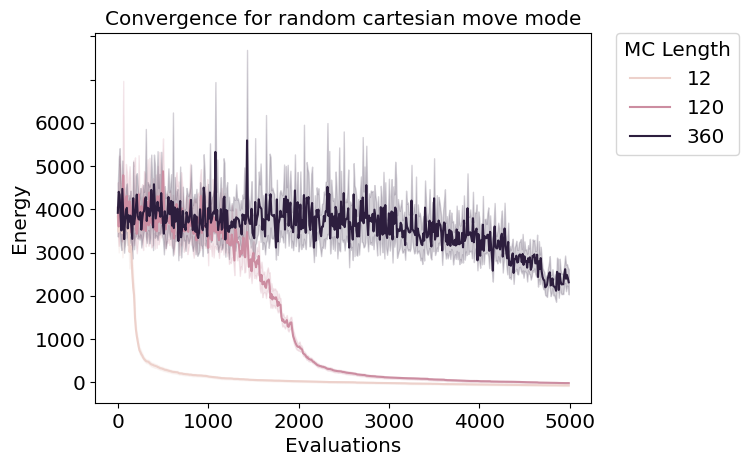 Convergence for random cartesian move mode
MC Length
12
120
360
Energy
6000
5000
4000
3000
2000
1000
0
0 1000 2000 3000 4000 5000
Evaluations